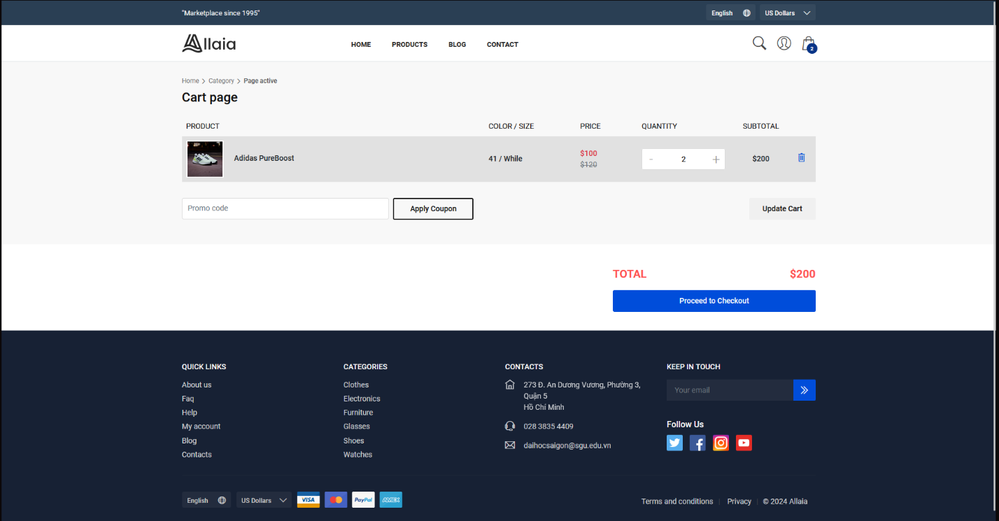 "Marketplace since 1995"
English
US Dollars
Allaia
HOME
PRODUCTS
BLOG
CONTACT
2
Home > Category > Page active
Cart page
PRODUCT
COLOR / SIZE
PRICE
QUANTITY
SUBTOTAL
Adidas PureBoost
41 / While
$100
$120
- 2 +
$200
Promo code
Apply Coupon
Update Cart
TOTAL
$200
Proceed to Checkout
QUICK LINKS
About us
Faq
Help
My account
Blog
Contacts
CATEGORIES
Clothes
Electronics
Furniture
Glasses
Shoes
Watches
CONTACTS
273 Đ. An Dương Vương, Phường 3,
Quận 5
Hồ Chí Minh
028 3835 4409
daihocsaigon@sgu.edu.vn
KEEP IN TOUCH
Your email
Follow Us
English
US Dollars
VISA
PayPal
AMEX
Terms and conditions
Privacy
© 2024 Allaia